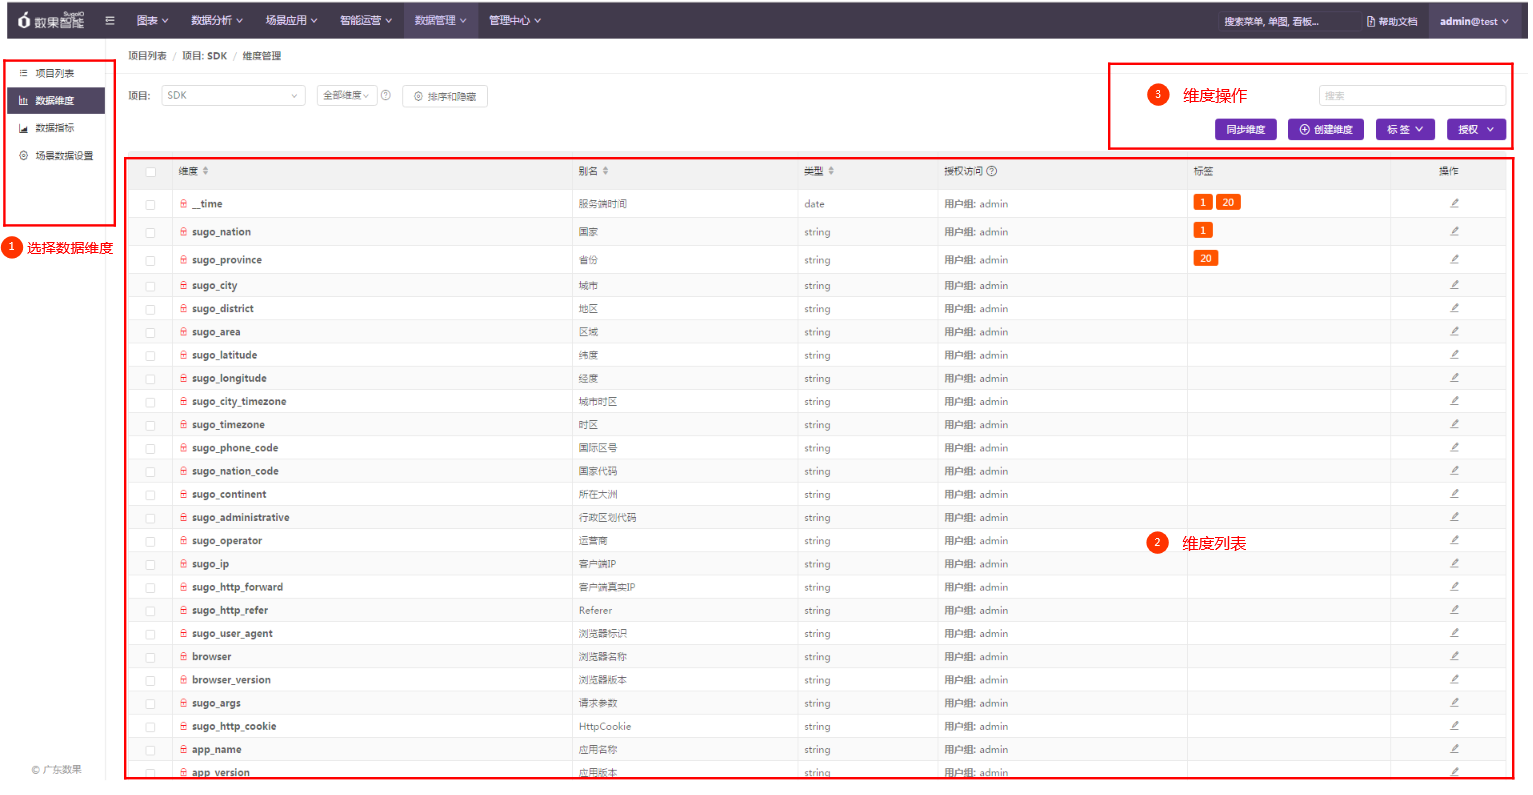 数果智能 SugoIO 图表 数据分析 场景应用 智能运营 数据管理 管理中心 搜索菜单, 单图, 看板... 帮助文档 admin@test
项目列表 / 项目: SDK / 维度管理
项目列表
数据维度
数据指标
场景数据设置
1 选择数据维度
项目: SDK 全部维度 排序和隐藏
3 维度操作 搜索
同步维度 创建维度 标签 授权
维度 别名 类型 授权访问 标签 操作
__time 服务端时间 date 用户组: admin 1 20
sugo_nation 国家 string 用户组: admin 1
sugo_province 省份 string 用户组: admin 20
sugo_city 城市 string 用户组: admin
sugo_district 地区 string 用户组: admin
sugo_area 区域 string 用户组: admin
sugo_latitude 纬度 string 用户组: admin
sugo_longitude 经度 string 用户组: admin
sugo_city_timezone 城市时区 string 用户组: admin
sugo_timezone 时区 string 用户组: admin
sugo_phone_code 国际区号 string 用户组: admin
sugo_nation_code 国家代码 string 用户组: admin
sugo_continent 所在大洲 string 用户组: admin
sugo_administrative 行政区划代码 string 用户组: admin
sugo_operator 运营商 string 用户组: admin
2 维度列表
sugo_ip 客户端IP string 用户组: admin
sugo_http_forward 客户端真实IP string 用户组: admin
sugo_http_refer Referer string 用户组: admin
sugo_user_agent 浏览器标识 string 用户组: admin
browser 浏览器名称 string 用户组: admin
browser_version 浏览器版本 string 用户组: admin
sugo_args 请求参数 string 用户组: admin
sugo_http_cookie HttpCookie string 用户组: admin
app_name 应用名称 string 用户组: admin
app_version 应用版本 string 用户组: admin
© 广东数果